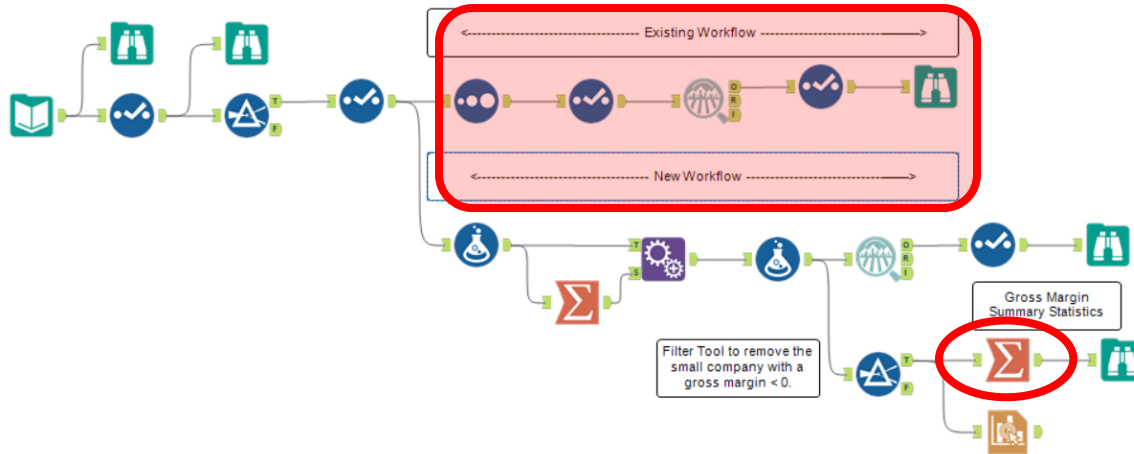 <----------------------------- Existing Workflow ----------------------------->
<----------------------------- New Workflow ----------------------------->
T
F
O
R
I
T
S
O
R
I
Gross Margin
Summary Statistics
Filter Tool to remove the
small company with a
gross margin < 0.
T
F